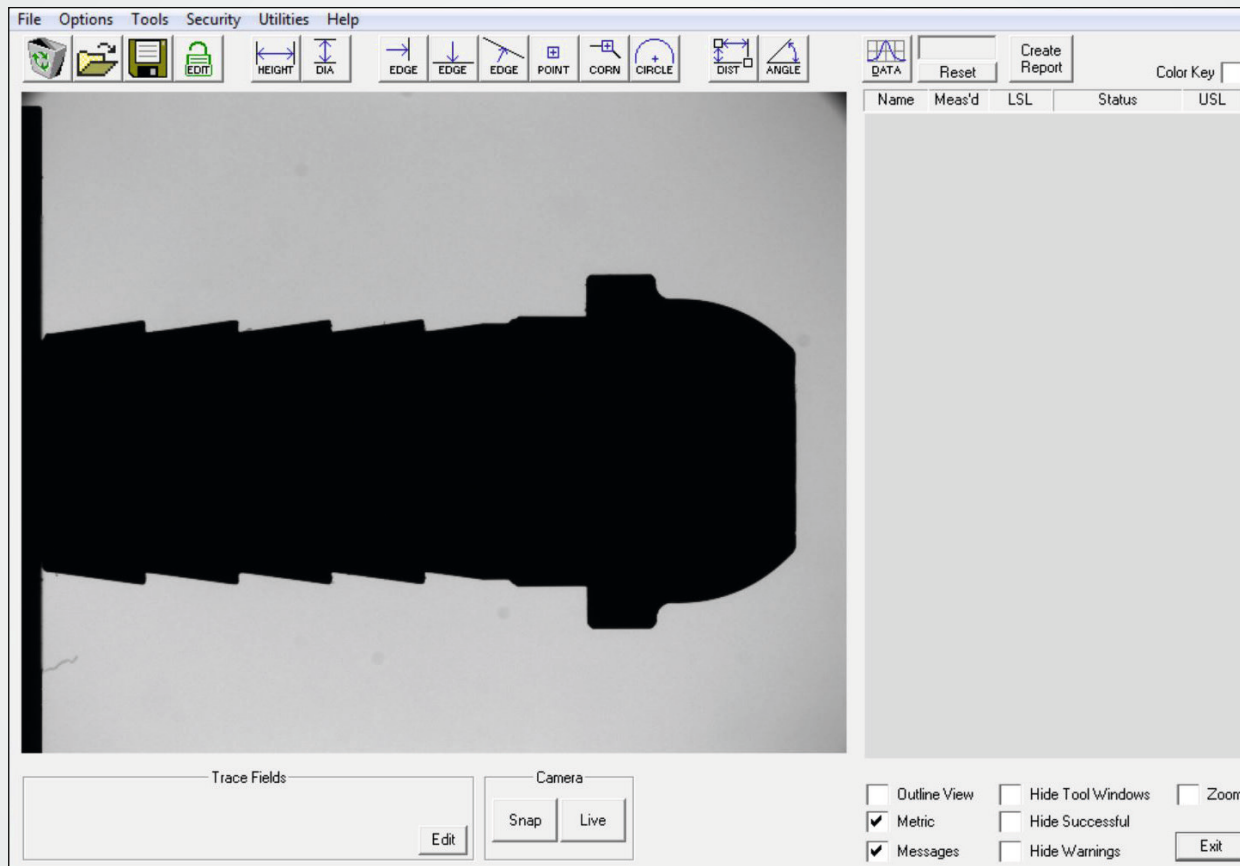 File Options Tools Security Utilities Help
EDIT HEIGHT DIA EDGE EDGE EDGE POINT CORN CIRCLE DIST ANGLE DATA Reset Create Report Color Key
Name Meas'd LSL Status USL
Trace Fields
Edit
Camera
Snap Live
Outline View Hide Tool Windows Zoom
Metric Hide Successful
Messages Hide Warnings Exit